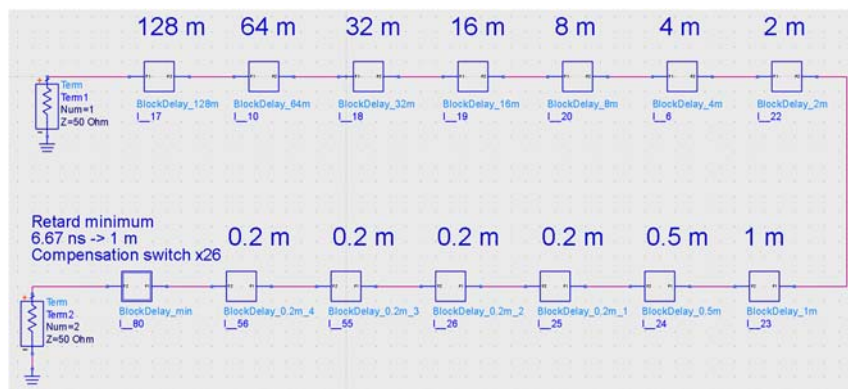 128 m 64 m 32 m 16 m 8 m 4 m 2 m
Term
Term1
Num=1
Z=50 Ohm
BlockDelay_128m BlockDelay_64m BlockDelay_32m BlockDelay_16m BlockDelay_8m BlockDelay_4m BlockDelay_2m
I__17 I__10 I__18 I__19 I__20 I__6 I__22
Retard minimum
6.67 ns -> 1 m
Compensation switch x26
0.2 m 0.2 m 0.2 m 0.2 m 0.5 m 1 m
Term
Term2
Num=2
Z=50 Ohm
BlockDelay_min BlockDelay_0.2m_4 BlockDelay_0.2m_3 BlockDelay_0.2m_2 BlockDelay_0.2m_1 BlockDelay_0.5m BlockDelay_1m
I__80 I__56 I__55 I__26 I__25 I__24 I__23